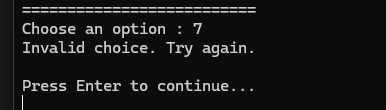 ==========================
Choose an option : 7
Invalid choice. Try again.

Press Enter to continue...